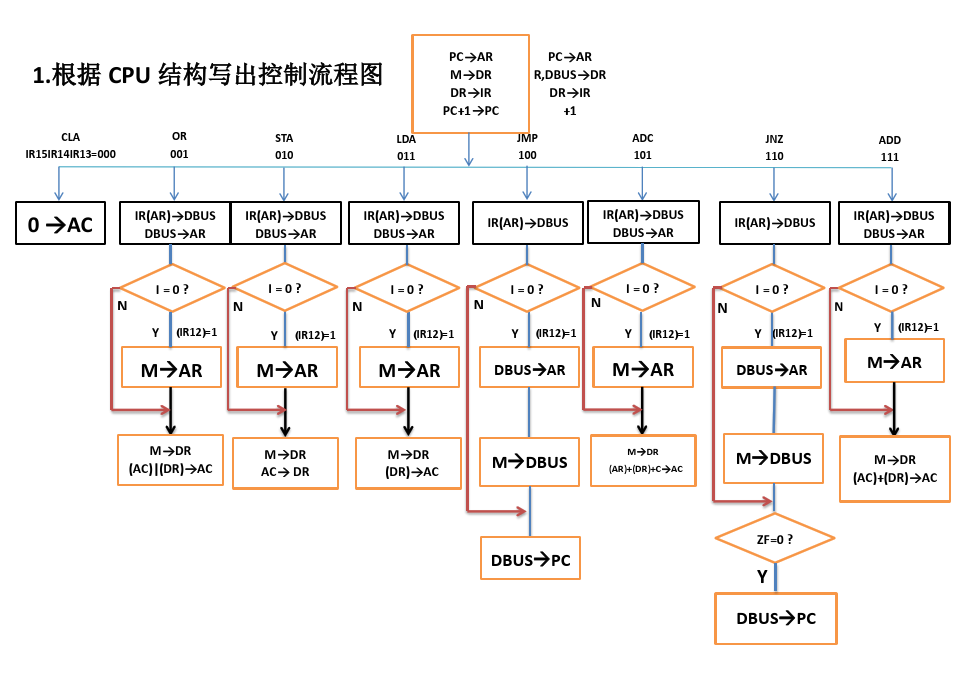 1.根据 CPU 结构写出控制流程图
PC→AR
M→DR
DR→IR
PC+1→PC
PC→AR
R,DBUS→DR
DR→IR
+1
CLA
IR15IR14IR13=000
OR
001
STA
010
LDA
011
JMP
100
ADC
101
JNZ
110
ADD
111
0→AC
IR(AR)→DBUS
DBUS→AR
IR(AR)→DBUS
DBUS→AR
IR(AR)→DBUS
DBUS→AR
IR(AR)→DBUS
IR(AR)→DBUS
DBUS→AR
IR(AR)→DBUS
IR(AR)→DBUS
DBUS→AR
I = 0 ?
I = 0 ?
I = 0 ?
I = 0 ?
I = 0 ?
I = 0 ?
I = 0 ?
N
N
N
N
N
N
N
Y (IR12)=1
Y (IR12)=1
Y (IR12)=1
Y (IR12)=1
Y (IR12)=1
Y (IR12)=1
Y (IR12)=1
M→AR
M→AR
M→AR
DBUS→AR
M→AR
DBUS→AR
M→AR
M→DR
(AC)|(DR)→AC
M→DR
AC→ DR
M→DR
(DR)→AC
M→DBUS
M→DR
(AR)+(DR)+C→AC
M→DBUS
M→DR
(AC)+(DR)→AC
DBUS→PC
ZF=0 ?
Y
DBUS→PC